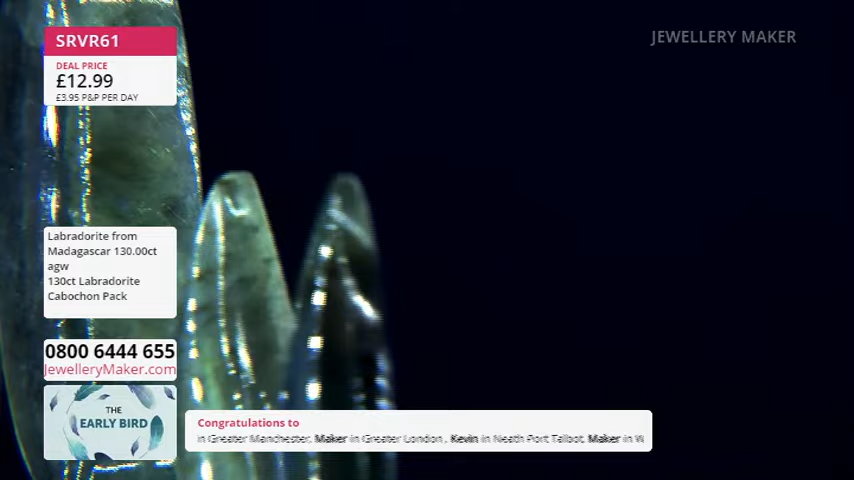 SRVR61
DEAL PRICE
£12.99
£3.95 P&P PER DAY
JEWELLERY MAKER
Labradorite from
Madagascar 130.00ct
agw
130ct Labradorite
Cabochon Pack
0800 6444 655
JewelleryMaker.com
THE
EARLY BIRD
Congratulations to
in Greater Manchester, Maker in Greater London , Kevin in Neath Port Talbot, Maker in W